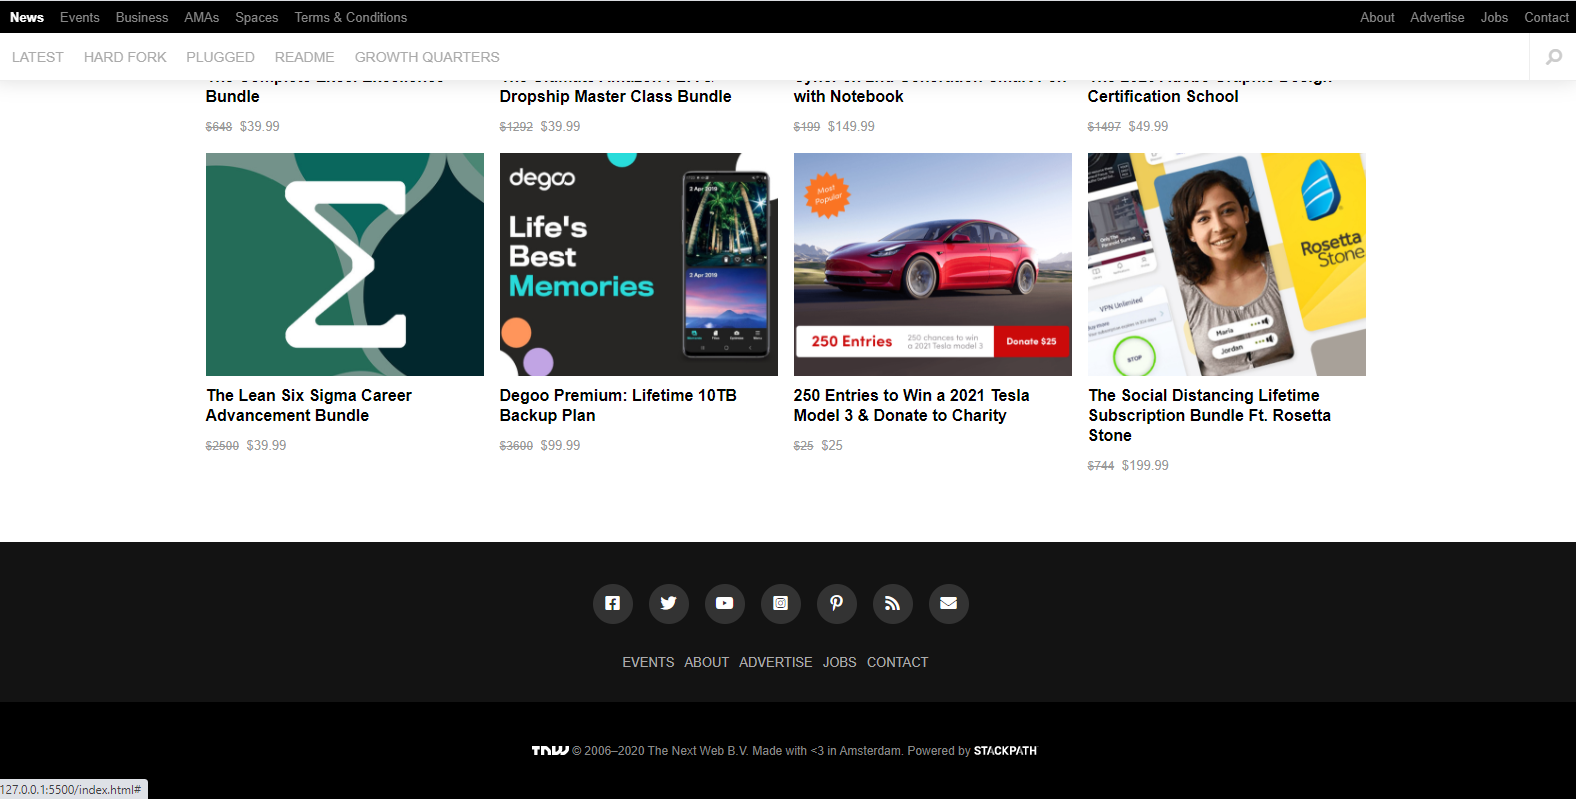 News Events Business AMAs Spaces Terms & Conditions About Advertise Jobs Contact
LATEST HARD FORK PLUGGED README GROWTH QUARTERS
Bundle
Dropship Master Class Bundle
with Notebook
Certification School
$648 $39.99
$1292 $39.99
$199 $149.99
$1497 $49.99
degoo
2 Apr 2019
Life's
Best
Memories
2 Apr 2019
Most
Popular
250 Entries
250 chances to win
a 2021 Tesla model 3
Donate $25
Rosetta
Stone
VPN Unlimited
STOP
Maria
Jordan
The Lean Six Sigma Career
Advancement Bundle
$2500 $39.99
Degoo Premium: Lifetime 10TB
Backup Plan
$3600 $99.99
250 Entries to Win a 2021 Tesla
Model 3 & Donate to Charity
$25 $25
The Social Distancing Lifetime
Subscription Bundle Ft. Rosetta
Stone
$744 $199.99
EVENTS ABOUT ADVERTISE JOBS CONTACT
TNW © 2006–2020 The Next Web B.V. Made with <3 in Amsterdam. Powered by STACKPATH
127.0.0.1:5500/index.html#